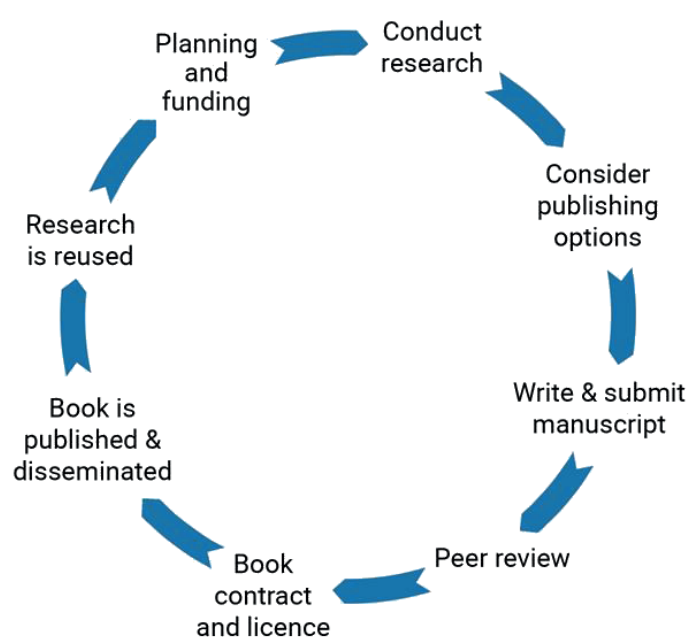 Planning
and
funding
Conduct
research
Consider
publishing
options
Write & submit
manuscript
Peer review
Book
contract
and licence
Book is
published &
disseminated
Research
is reused